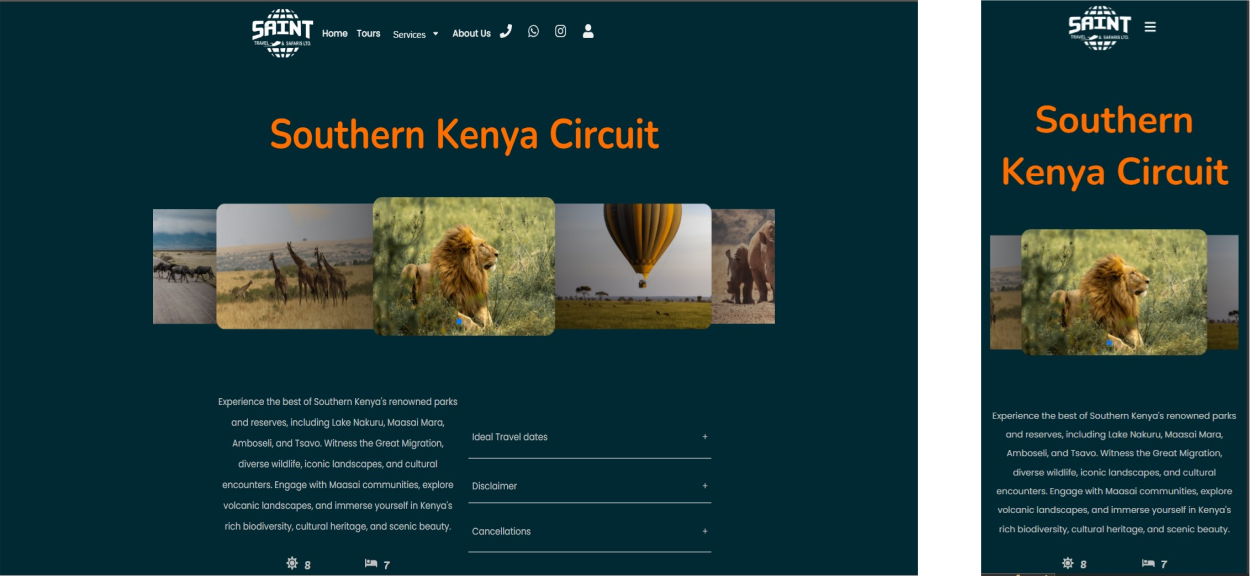 SAINT
TRAVEL & SAFARIS LTD.
Home Tours Services About Us
Southern Kenya Circuit
Experience the best of Southern Kenya's renowned parks
and reserves, including Lake Nakuru, Maasai Mara,
Amboseli, and Tsavo. Witness the Great Migration,
diverse wildlife, iconic landscapes, and cultural
encounters. Engage with Maasai communities, explore
volcanic landscapes, and immerse yourself in Kenya's
rich biodiversity, cultural heritage, and scenic beauty.
8 7
Ideal Travel dates +
Disclaimer +
Cancellations +
SAINT
TRAVEL & SAFARIS LTD.
Southern
Kenya Circuit
Experience the best of Southern Kenya's renowned parks
and reserves, including Lake Nakuru, Maasai Mara,
Amboseli, and Tsavo. Witness the Great Migration,
diverse wildlife, iconic landscapes, and cultural
encounters. Engage with Maasai communities, explore
volcanic landscapes, and immerse yourself in Kenya's
rich biodiversity, cultural heritage, and scenic beauty.
8 7